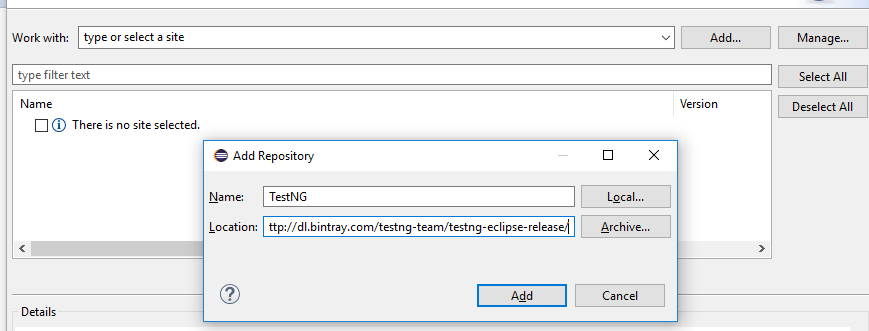 Work with: type or select a site Add... Manage...
type filter text Select All
Name Version Deselect All
There is no site selected.
Add Repository
Name: TestNG Local...
Location: ttp://dl.bintray.com/testng-team/testng-eclipse-release/ Archive...
Add Cancel
Details